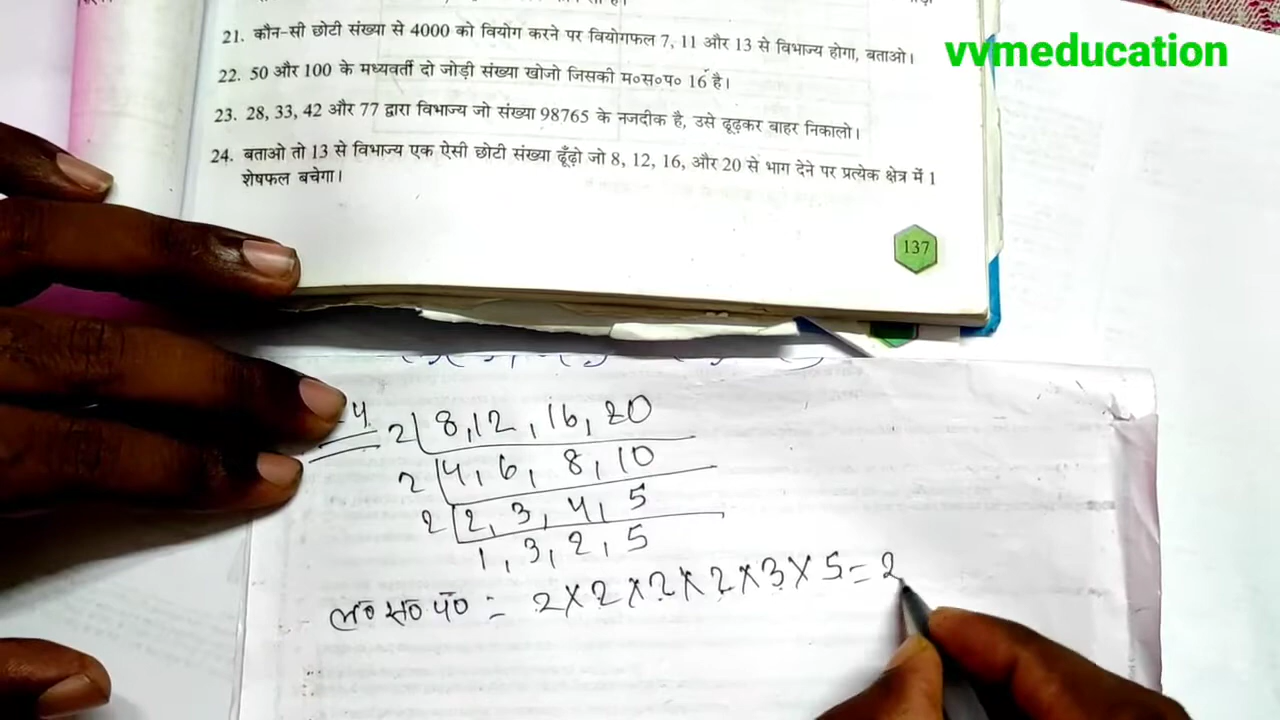 vvmeducation
21. कौन-सी छोटी संख्या से 4000 को वियोग करने पर वियोगफल 7, 11 और 13 से विभाज्य होगा, बताओ।
22. 50 और 100 के मध्यवर्ती दो जोड़ी संख्या खोजो जिसकी म०स०प० 16 है।
23. 28, 33, 42 और 77 द्वारा विभाज्य जो संख्या 98765 के नजदीक है, उसे ढूढ़कर बाहर निकालो।
24. बताओ तो 13 से विभाज्य एक ऐसी छोटी संख्या ढूँढ़ो जो 8, 12, 16, और 20 से भाग देने पर प्रत्येक क्षेत्र में 1
शेषफल बचेगा।
137
2 8, 12, 16, 20
2 4, 6, 8, 10
2 2, 3, 4, 5
1, 3, 2, 5
ल० स० प० = 2×2×2×2×3×5=2